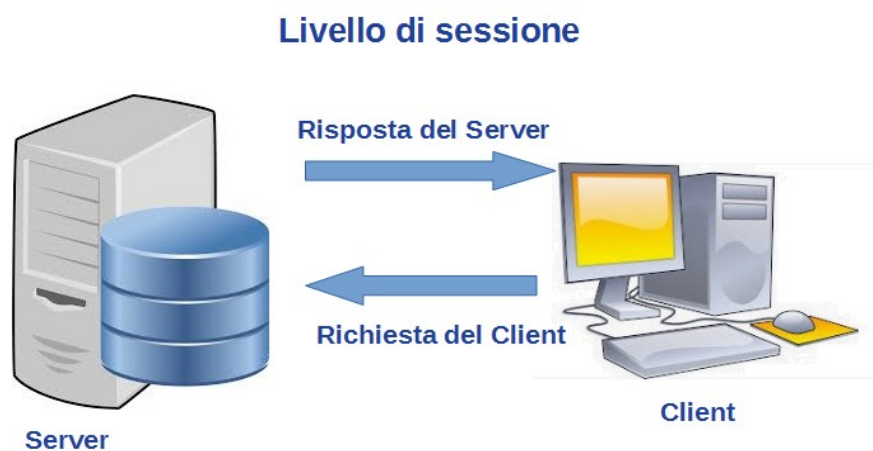 Livello di sessione
Risposta del Server
Richiesta del Client
Client
Server